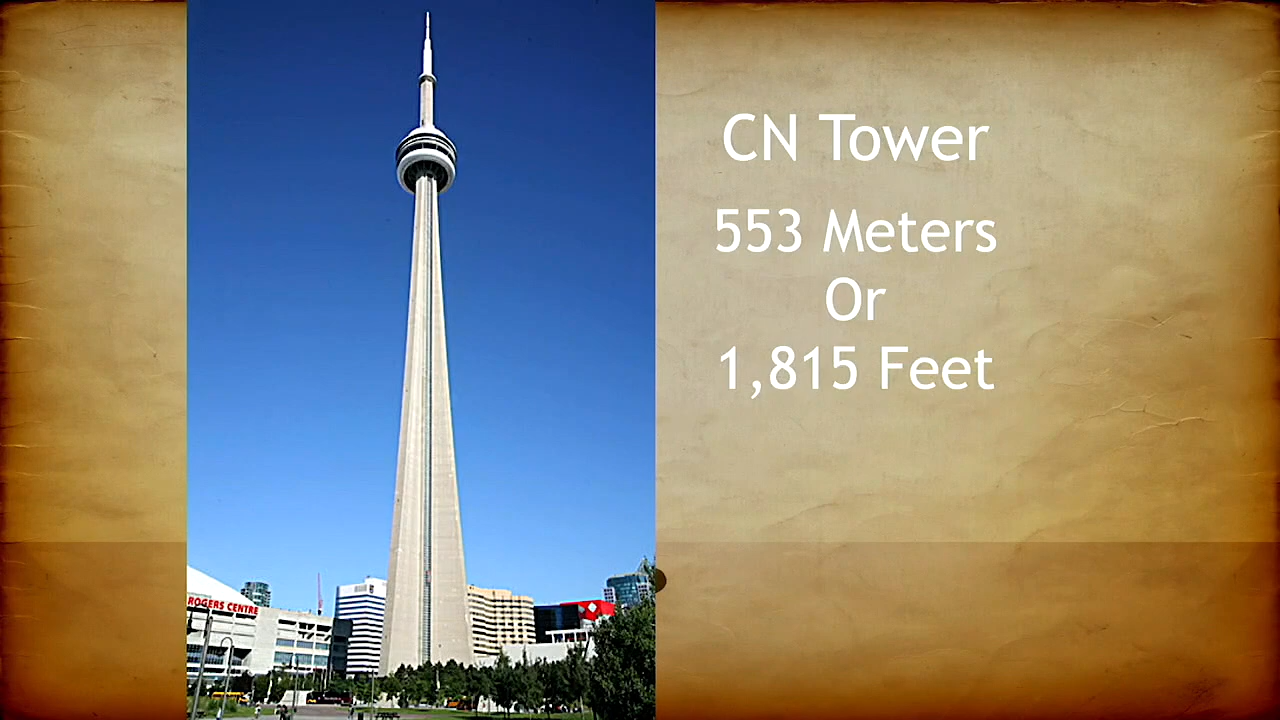 CN Tower
553 Meters
Or
1,815 Feet
ROGERS CENTRE